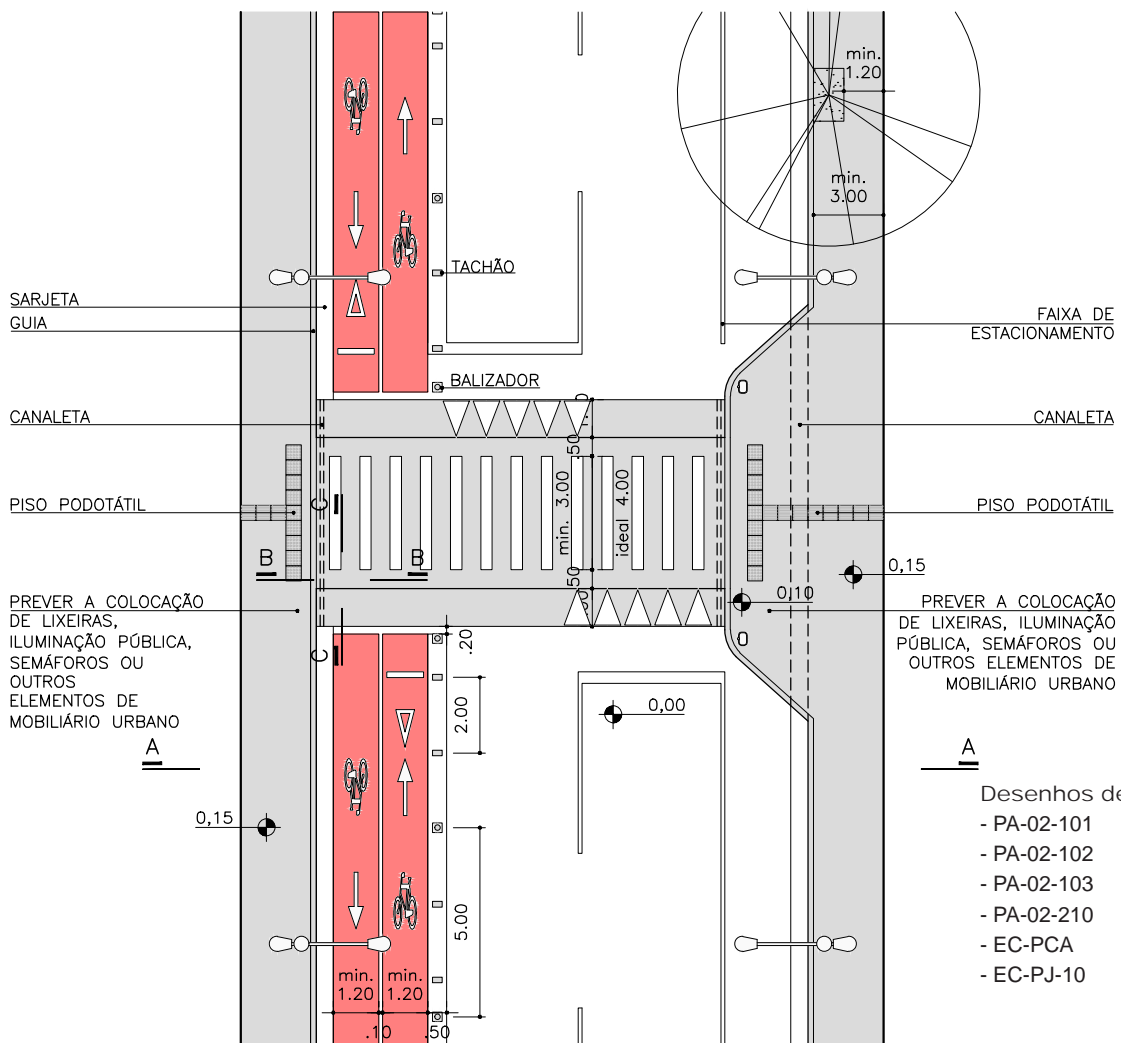 min.
1.20
min.
3.00
TACHÃO
SARJETA
GUIA
FAIXA DE
ESTACIONAMENTO
BALIZADOR
CANALETA
CANALETA
.50
min. 3.00
ideal 4.00
.50
PISO PODOTÁTIL
PISO PODOTÁTIL
C
B
B
0,15
0,10
PREVER A COLOCAÇÃO
DE LIXEIRAS,
ILUMINAÇÃO PÚBLICA,
SEMÁFOROS OU
OUTROS
ELEMENTOS DE
MOBILIÁRIO URBANO
PREVER A COLOCAÇÃO
DE LIXEIRAS, ILUMINAÇÃO
PÚBLICA, SEMÁFOROS OU
OUTROS ELEMENTOS DE
MOBILIÁRIO URBANO
C
.20
2.00
0,00
A
A
0,15
5.00
Desenhos de
- PA-02-101
- PA-02-102
- PA-02-103
- PA-02-210
- EC-PCA
- EC-PJ-10
min.
1.20
min.
1.20
.10
.50